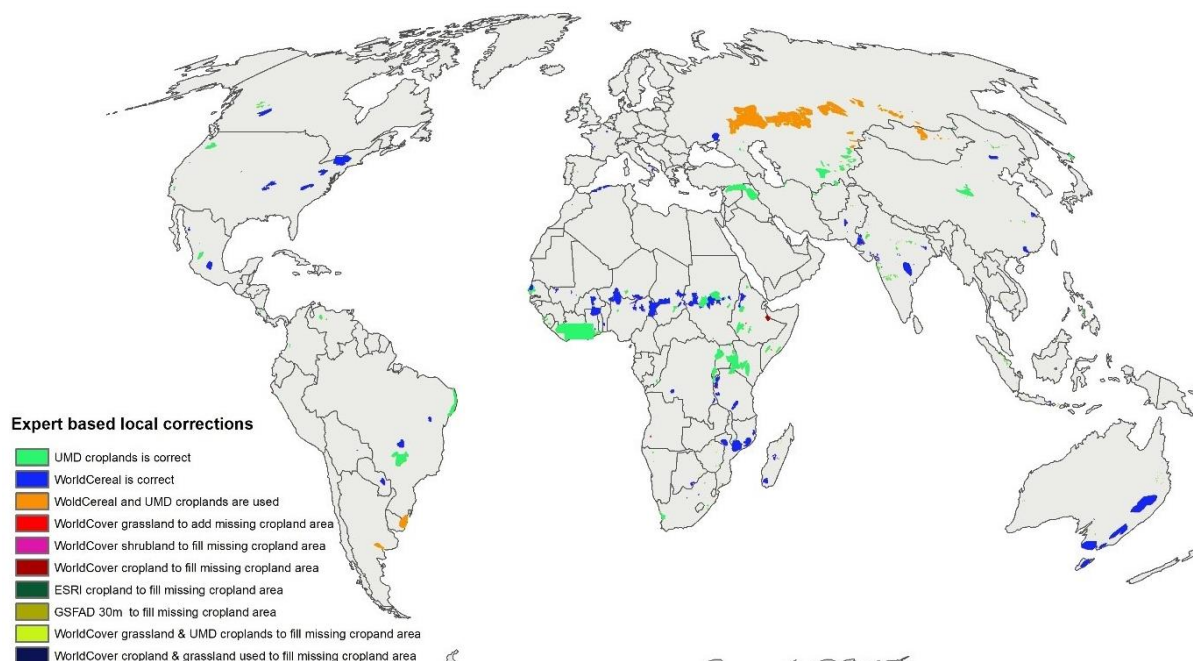 Expert based local corrections
UMD croplands is correct
WorldCereal is correct
WoldCereal and UMD croplands are used
WorldCover grassland to add missing cropland area
WorldCover shrubland to fill missing cropland area
WorldCover cropland to fill missing cropland area
ESRI cropland to fill missing cropland area
GSFAD 30m to fill missing cropland area
WorldCover grassland & UMD croplands to fill missing cropand area
WorldCover cropland & grassland used to fill missing cropland area